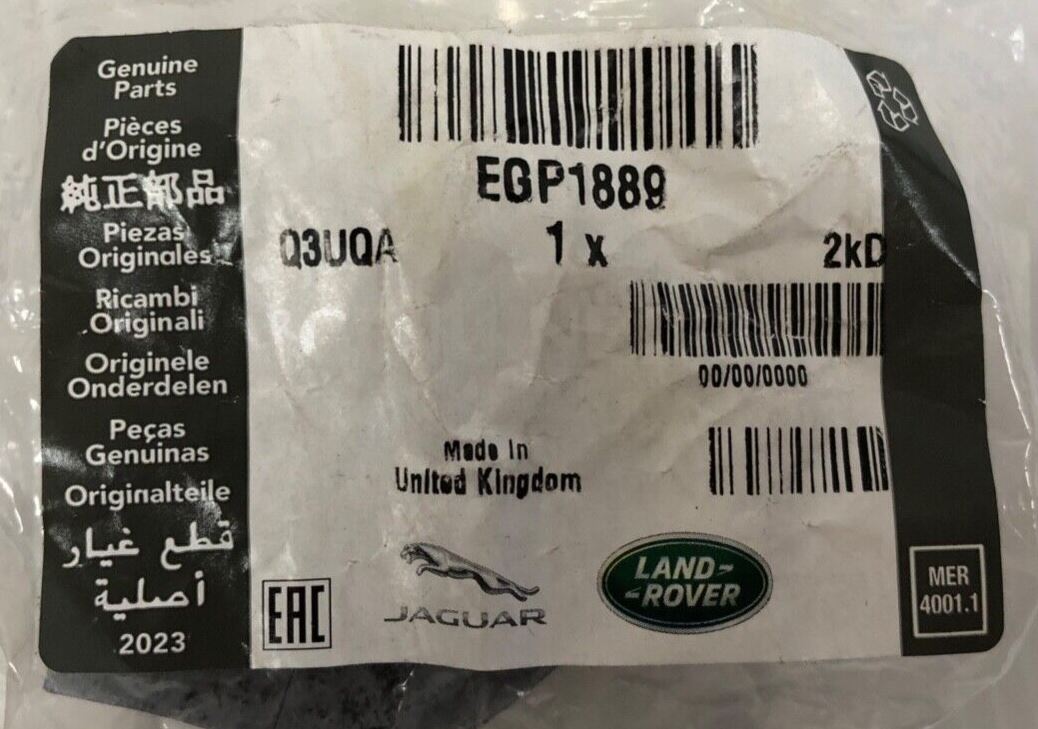 Genuine
Parts
Pièces
d'Origine
純正部品
Piezas
Originales
Ricambi
Originali
Originele
Onderdelen
Peças
Genuinas
Originalteile
قطع غيار
أصلية
2023
EGP1889
Q3UQA 1 x 2kD
00/00/0000
Made In
United Kingdom
EAC
JAGUAR
LAND-
-ROVER
MER
4001.1